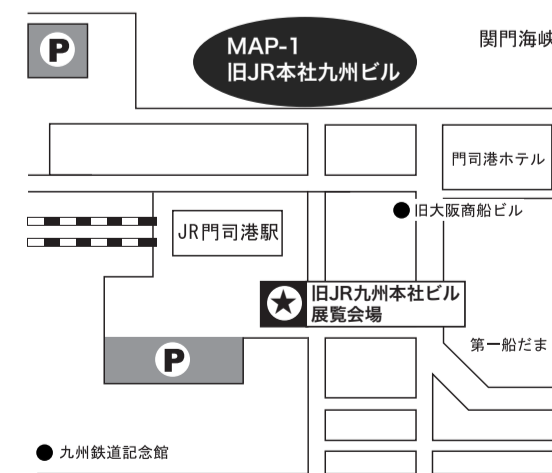 P
MAP-1
旧JR本社九州ビル
関門海峡
門司港ホテル
旧大阪商船ビル
JR門司港駅
旧JR九州本社ビル
展覧会場
第一船だま
P
九州鉄道記念館